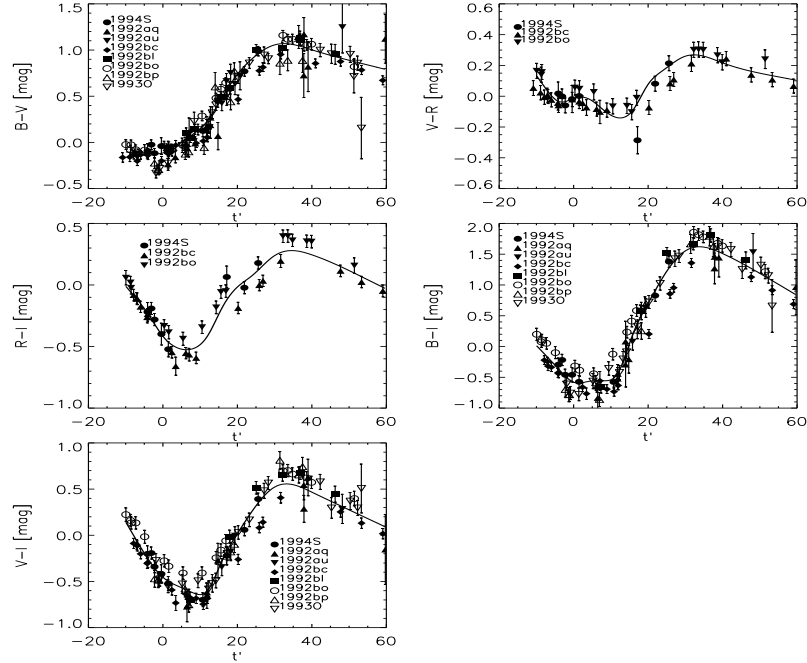 1.5
1.0
0.5
0.0
−0.5
B−V [mag]
1994S
1992aq
1992au
1992bc
1992bl
1992bo
1992bp
1993O
−20 0 20 40 60
t'
0.6
0.4
0.2
0.0
−0.2
−0.4
−0.6
V−R [mag]
1994S
1992bc
1992bo
−20 0 20 40 60
t'
0.5
0.0
−0.5
−1.0
R−I [mag]
1994S
1992bc
1992bo
−20 0 20 40 60
t'
2.0
1.5
1.0
0.5
0.0
−0.5
−1.0
B−I [mag]
1994S
1992aq
1992au
1992bc
1992bl
1992bo
1992bp
1993O
−20 0 20 40 60
t'
1.0
0.5
0.0
−0.5
−1.0
V−I [mag]
1994S
1992aq
1992au
1992bc
1992bl
1992bo
1992bp
1993O
−20 0 20 40 60
t'